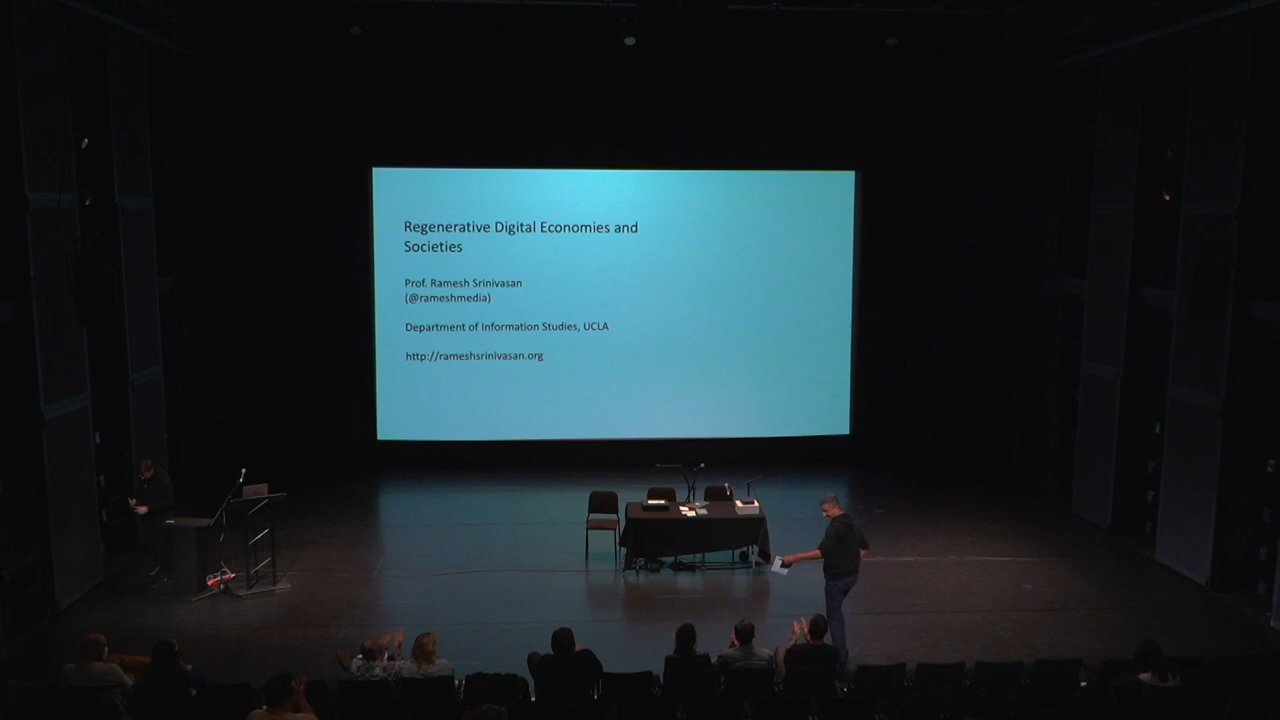 Regenerative Digital Economies and
Societies
Prof. Ramesh Srinivasan
(@rameshmedia)
Department of Information Studies, UCLA
http://rameshsrinivasan.org